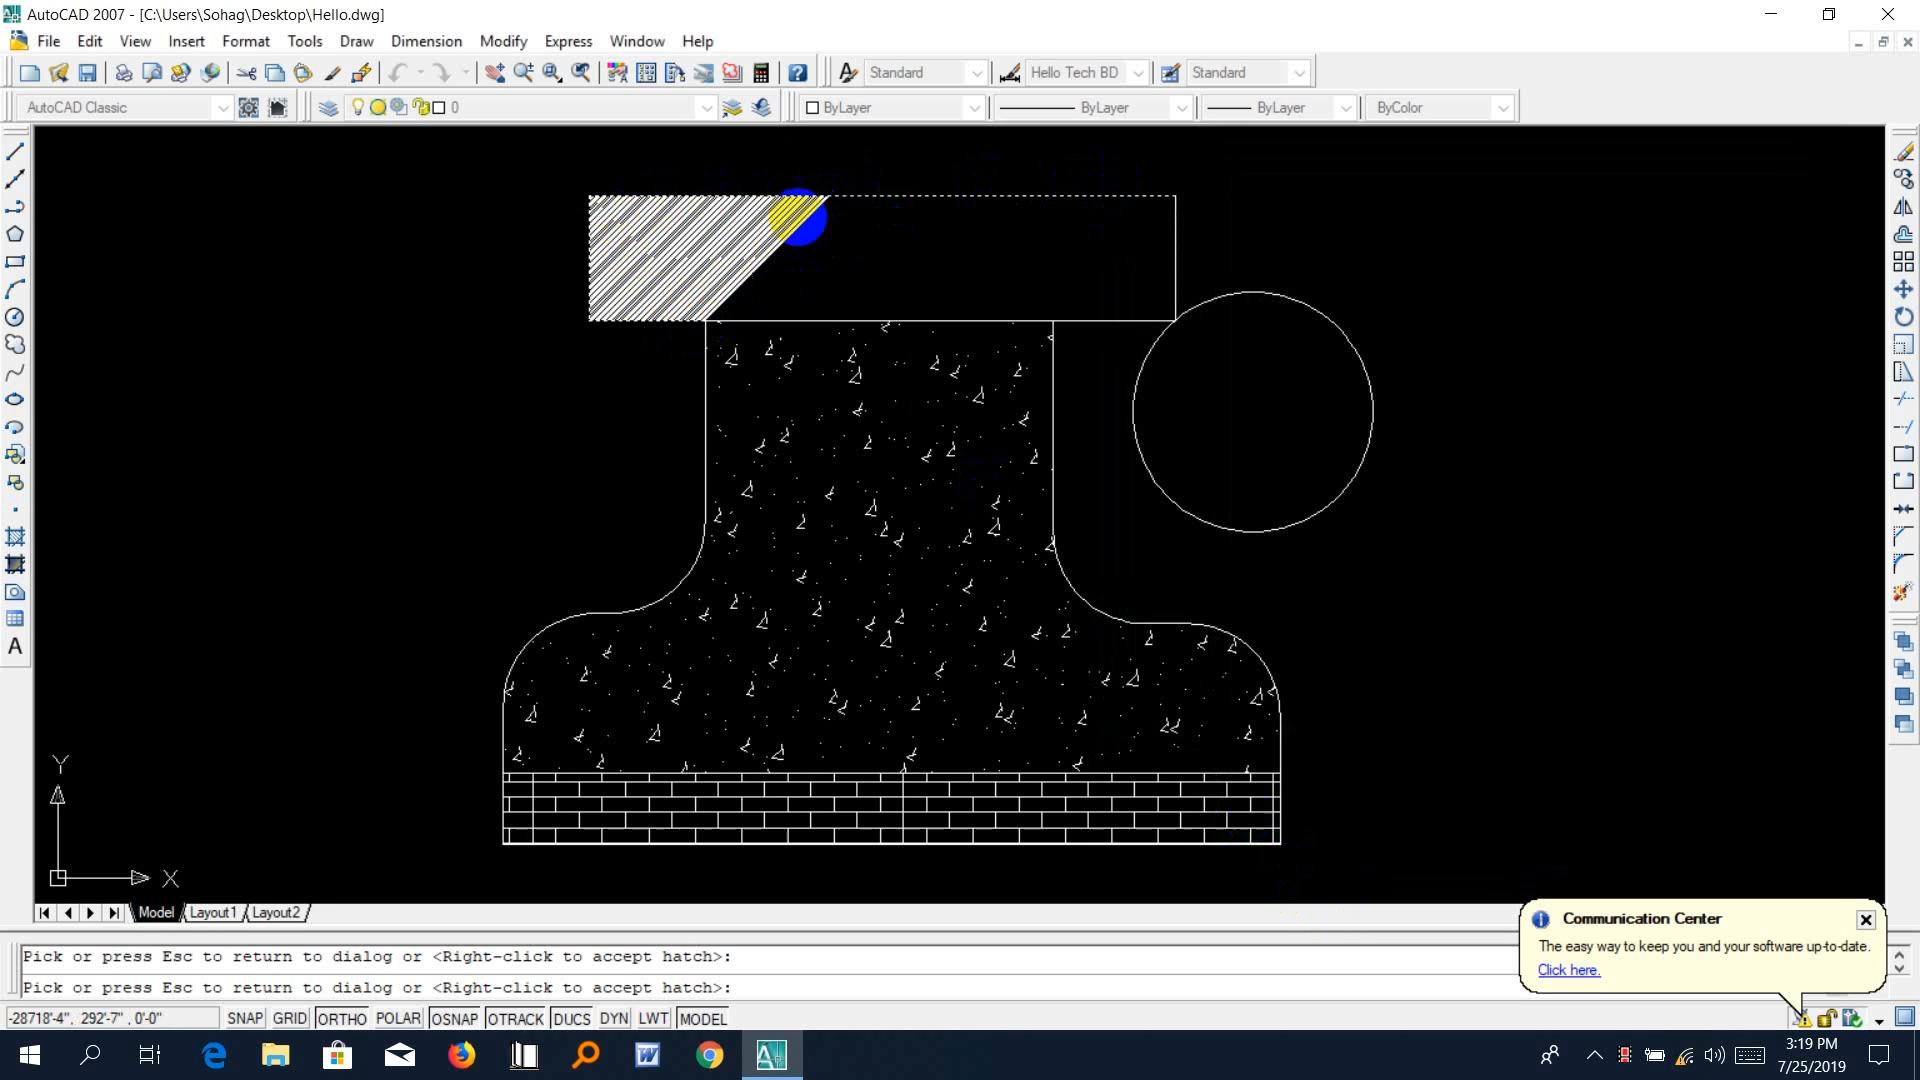 AutoCAD 2007 - [C:\Users\Sohag\Desktop\Hello.dwg]
File Edit View Insert Format Tools Draw Dimension Modify Express Window Help
Standard Hello Tech BD Standard
AutoCAD Classic 0 ByLayer ByLayer ByLayer ByColor
A
Y
X
Model Layout1 Layout2
Communication Center
The easy way to keep you and your software up-to-date.
Click here.
Pick or press Esc to return to dialog or <Right-click to accept hatch>:
Pick or press Esc to return to dialog or <Right-click to accept hatch>:
-28718'-4", 292'-7" , 0'-0" SNAP GRID ORTHO POLAR OSNAP OTRACK DUCS DYN LWT MODEL
3:19 PM
7/25/2019